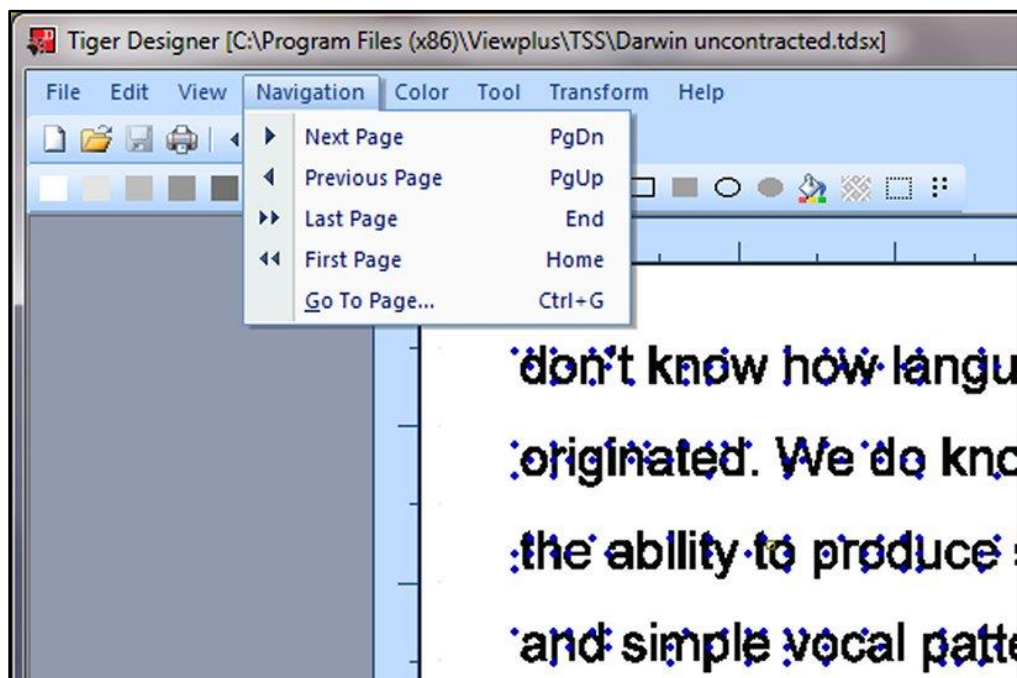 Tiger Designer [C:\Program Files (x86)\Viewplus\TSS\Darwin uncontracted.tdsx]
File Edit View Navigation Color Tool Transform Help
Next Page PgDn
Previous Page PgUp
Last Page End
First Page Home
Go To Page... Ctrl+G
don't know how langu
originated. We do kno
the ability to produce s
and simple vocal patte